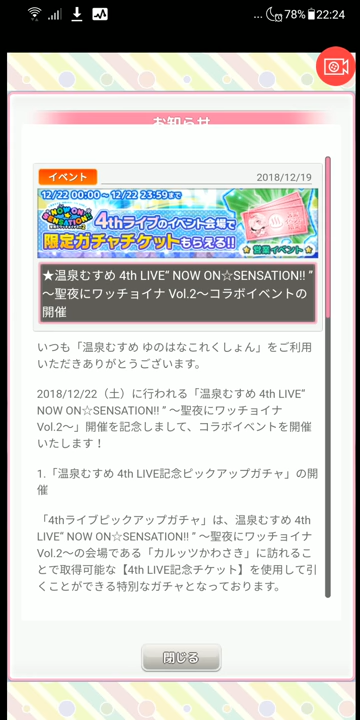 ... 78% 22:24
お知らせ
イベント
2018/12/19
12/22 00:00～12/22 23:59まで
NOW ON☆SENSATION!!
4thライブのイベント会場で
限定ガチャチケットもらえる!!
営業イベント
★温泉むすめ 4th LIVE“ NOW ON☆SENSATION!! ”
～聖夜にワッチョイナ Vol.2～コラボイベントの
開催
いつも「温泉むすめ ゆのはなこれくしょん」をご利用
いただきありがとうございます。
2018/12/22（土）に行われる「温泉むすめ 4th LIVE“
NOW ON☆SENSATION!! ” ～聖夜にワッチョイナ
Vol.2～」開催を記念しまして、コラボイベントを開催
いたします！
1.「温泉むすめ 4th LIVE記念ピックアップガチャ」の開
催
「4thライブピックアップガチャ」は、温泉むすめ 4th
LIVE” NOW ON☆SENSATION!! “ ～聖夜にワッチョイナ
Vol.2～の会場である「カルッツかわさき」に訪れるこ
とで取得可能な【4th LIVE記念チケット】を使用して引
くことができる特別なガチャとなっております。
閉じる